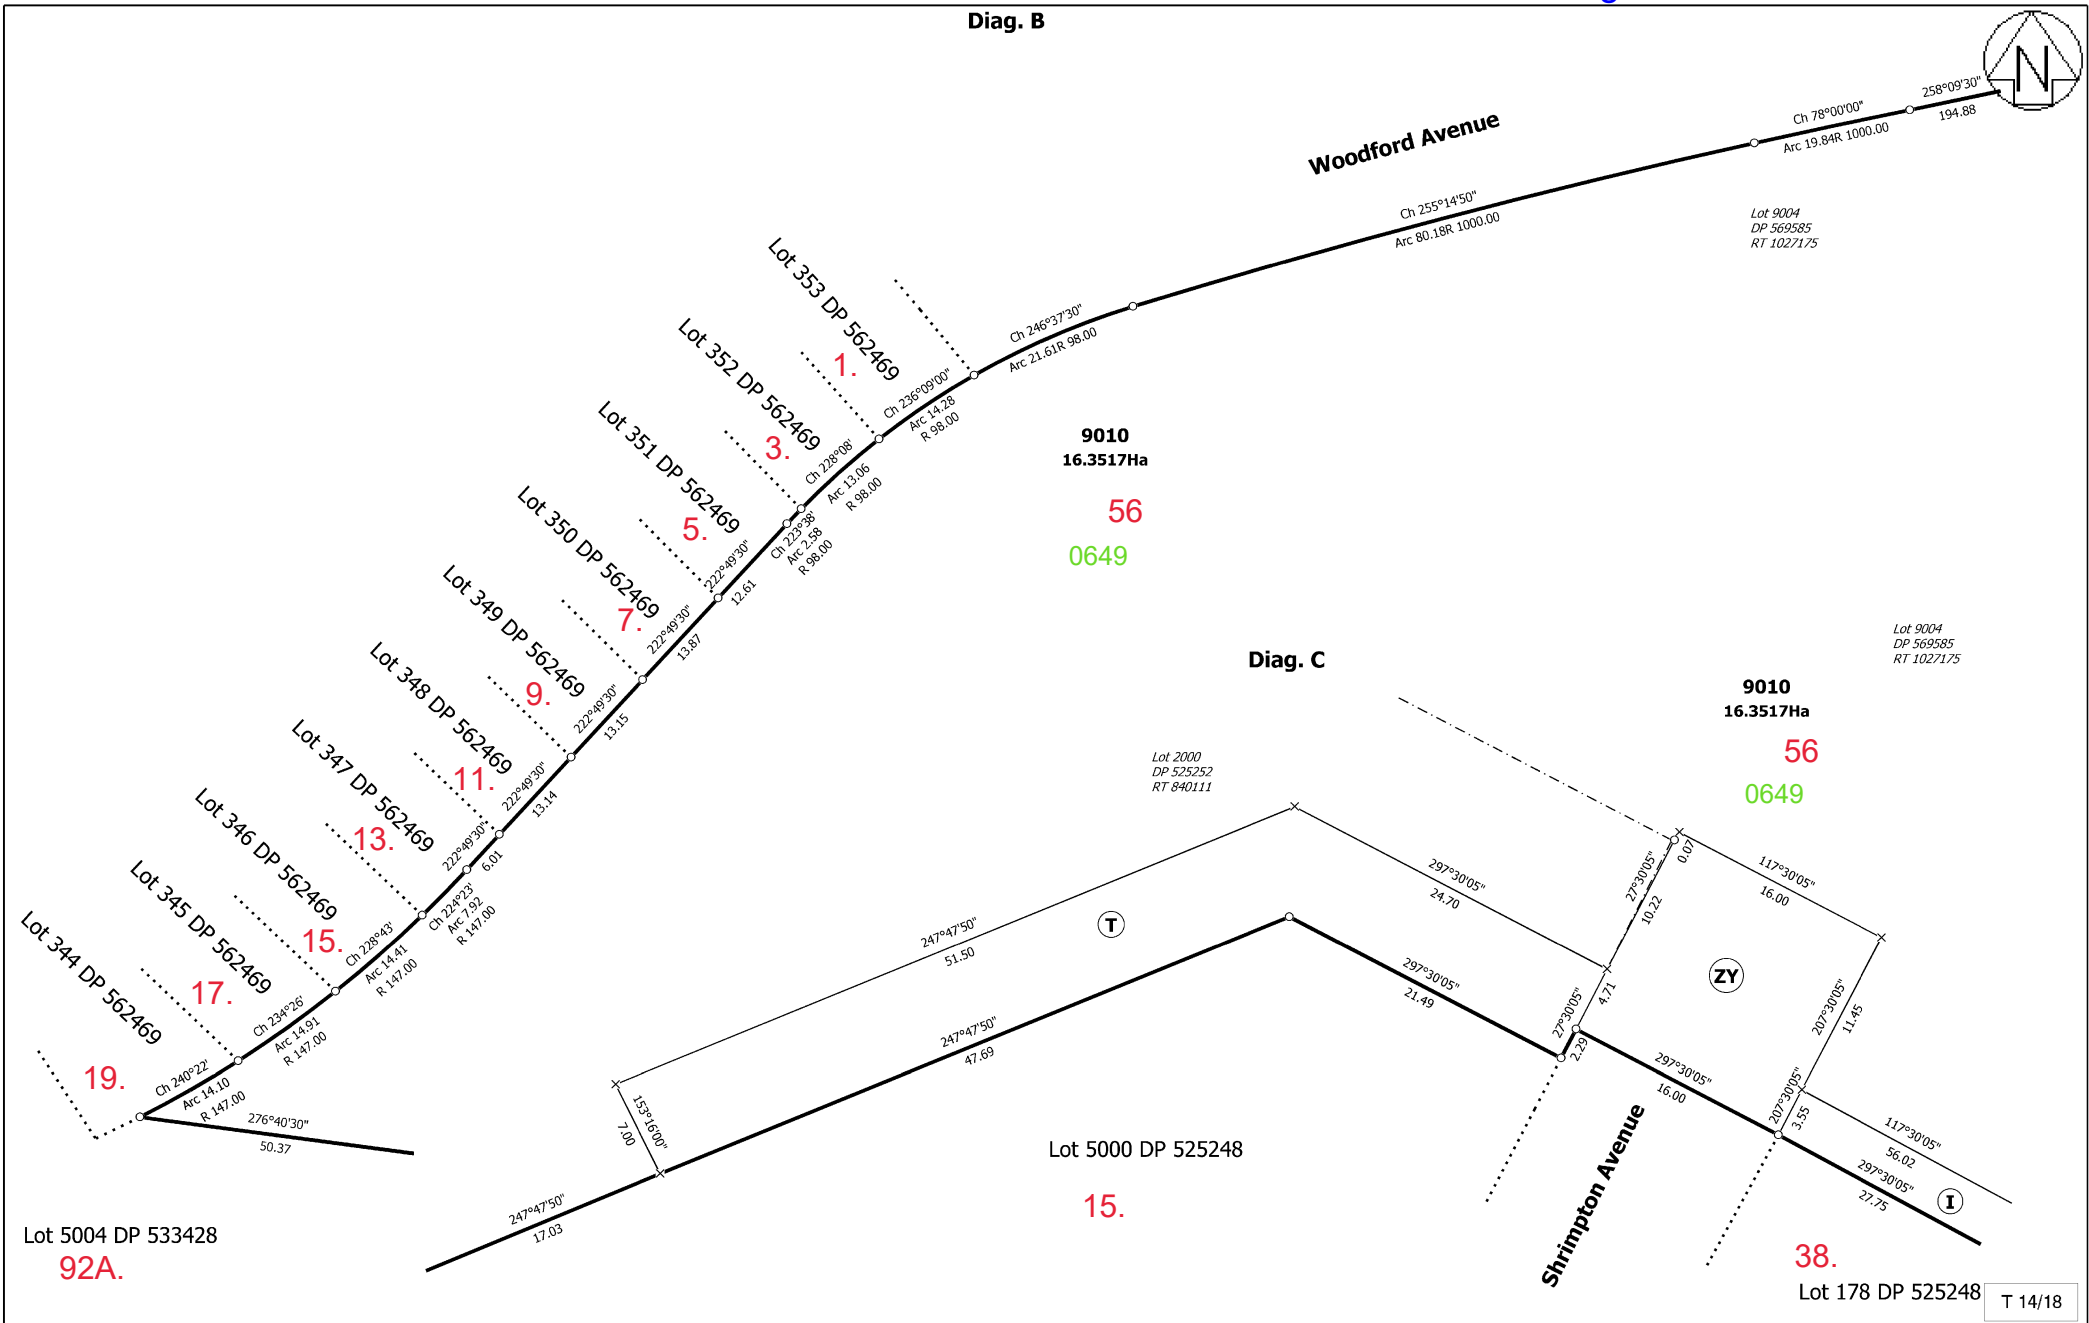 Diag. B
N
258°09'30"
194.88
Ch 78°00'00"
Arc 19.84R 1000.00
Woodford Avenue
Ch 255°14'50"
Arc 80.18R 1000.00
Lot 9004
DP 569585
RT 1027175
Ch 246°37'30"
Arc 21.61R 98.00
Lot 353 DP 562469
1.
Ch 236°09'00"
Arc 14.28
R 98.00
Lot 352 DP 562469
3.
Ch 228°08'
Arc 13.06
R 98.00
Lot 351 DP 562469
5.
Ch 223°38'
Arc 2.58
R 98.00
222°49'30"
12.61
Lot 350 DP 562469
7.
222°49'30"
13.87
Lot 349 DP 562469
9.
222°49'30"
13.15
Lot 348 DP 562469
11.
222°49'30"
13.14
Lot 347 DP 562469
13.
222°49'30"
6.01
Ch 224°23'
Arc 7.92
R 147.00
Lot 346 DP 562469
15.
Ch 228°43'
Arc 14.41
R 147.00
Lot 345 DP 562469
17.
Ch 234°26'
Arc 14.91
R 147.00
Lot 344 DP 562469
19.
Ch 240°22'
Arc 14.10
R 147.00
276°40'30"
50.37
Lot 5004 DP 533428
92A.
9010
16.3517Ha
56
0649
Diag. C
Lot 9004
DP 569585
RT 1027175
9010
16.3517Ha
56
0649
Lot 2000
DP 525252
RT 840111
247°47'50"
51.50
T
297°30'05"
24.70
27°30'05"
10.22
0.07
117°30'05"
16.00
ZY
207°30'05"
11.45
247°47'50"
47.69
297°30'05"
21.49
27°30'05"
4.71
2.29
297°30'05"
16.00
207°30'05"
3.55
117°30'05"
56.02
297°30'05"
27.75
I
153°16'00"
7.00
247°47'50"
17.03
Lot 5000 DP 525248
15.
Shrimpton Avenue
38.
Lot 178 DP 525248
T 14/18